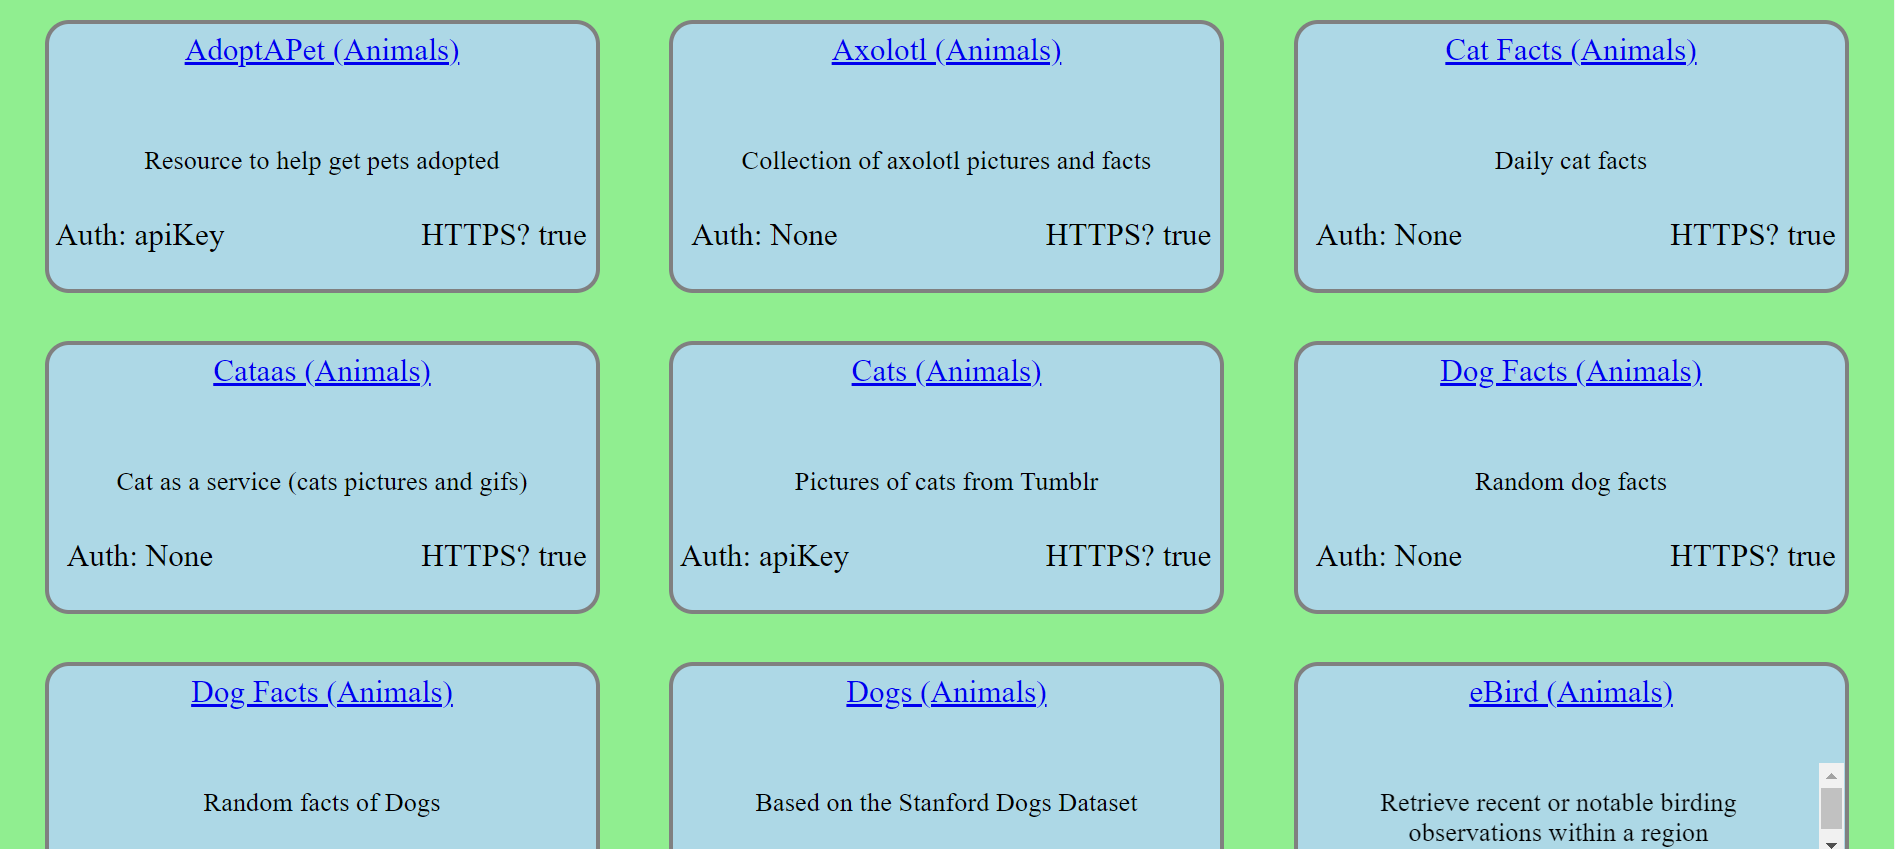 AdoptAPet (Animals)
Resource to help get pets adopted
Auth: apiKey HTTPS? true
Axolotl (Animals)
Collection of axolotl pictures and facts
Auth: None HTTPS? true
Cat Facts (Animals)
Daily cat facts
Auth: None HTTPS? true
Cataas (Animals)
Cat as a service (cats pictures and gifs)
Auth: None HTTPS? true
Cats (Animals)
Pictures of cats from Tumblr
Auth: apiKey HTTPS? true
Dog Facts (Animals)
Random dog facts
Auth: None HTTPS? true
Dog Facts (Animals)
Random facts of Dogs
Dogs (Animals)
Based on the Stanford Dogs Dataset
eBird (Animals)
Retrieve recent or notable birding
observations within a region